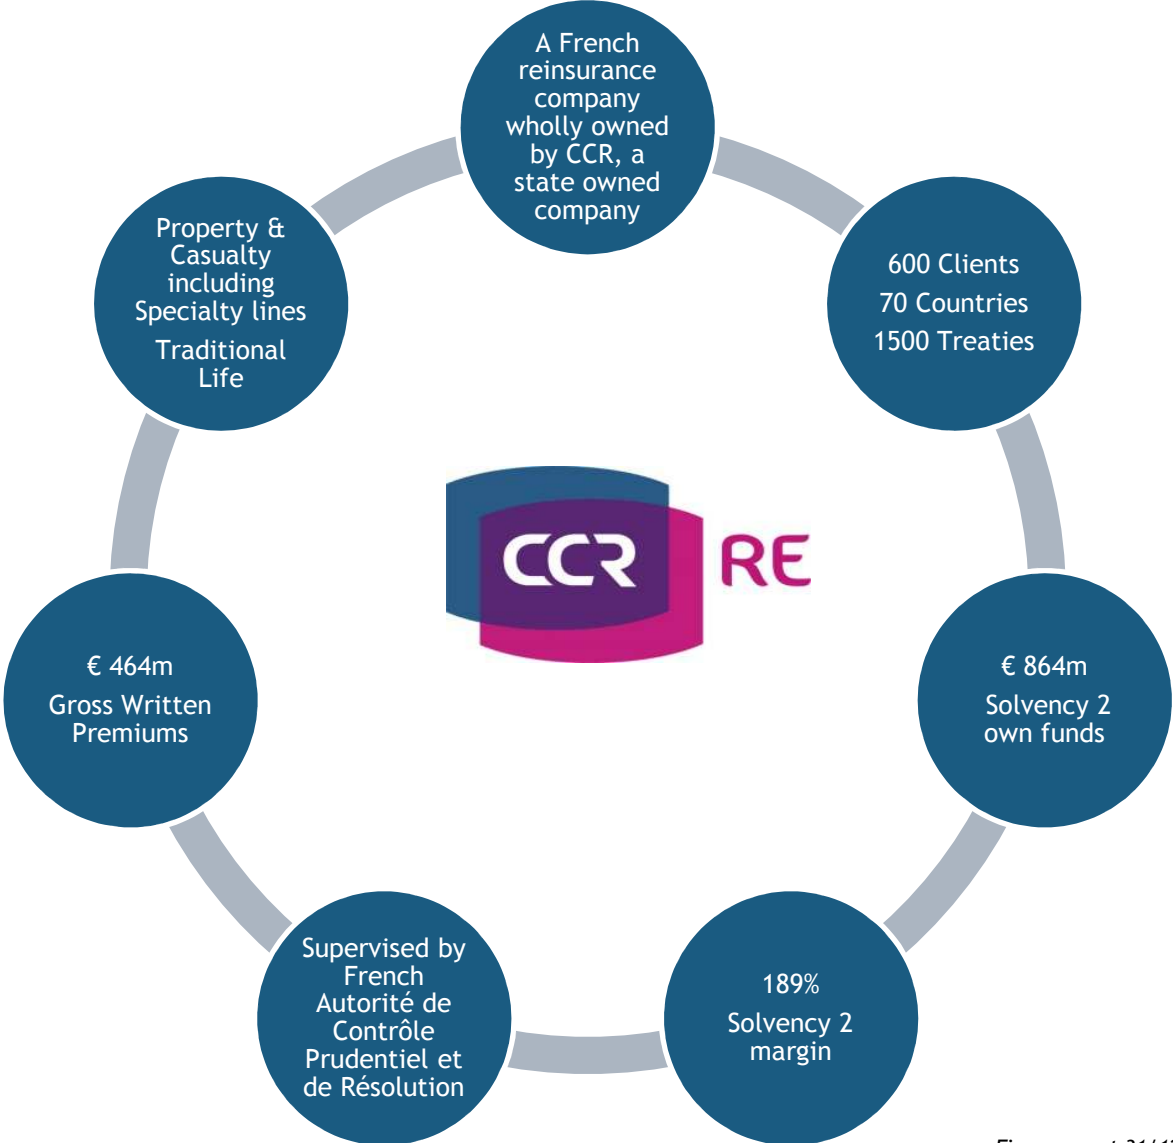 A French
reinsurance
company
wholly owned
by CCR, a
state owned
company
600 Clients
70 Countries
1500 Treaties
€ 864m
Solvency 2
own funds
189%
Solvency 2
margin
Supervised by
French
Autorité de
Contrôle
Prudentiel et
de Résolution
€ 464m
Gross Written
Premiums
Property &
Casualty
including
Specialty lines
Traditional
Life
CCR RE